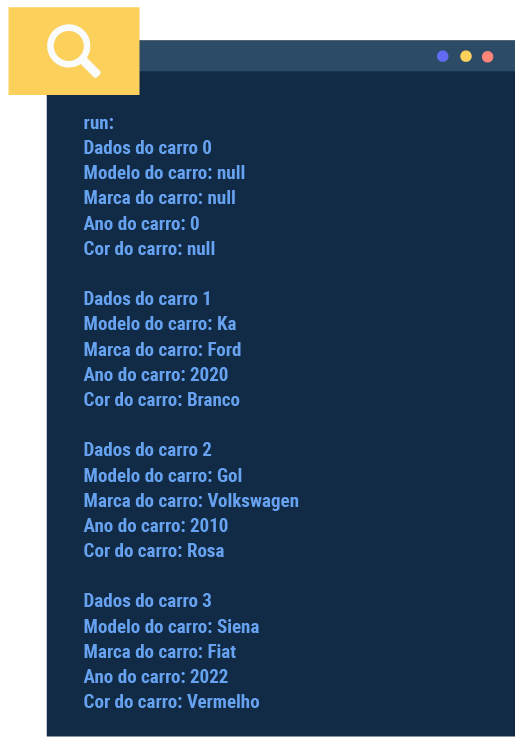 run:
Dados do carro 0
Modelo do carro: null
Marca do carro: null
Ano do carro: 0
Cor do carro: null
Dados do carro 1
Modelo do carro: Ka
Marca do carro: Ford
Ano do carro: 2020
Cor do carro: Branco
Dados do carro 2
Modelo do carro: Gol
Marca do carro: Volkswagen
Ano do carro: 2010
Cor do carro: Rosa
Dados do carro 3
Modelo do carro: Siena
Marca do carro: Fiat
Ano do carro: 2022
Cor do carro: Vermelho